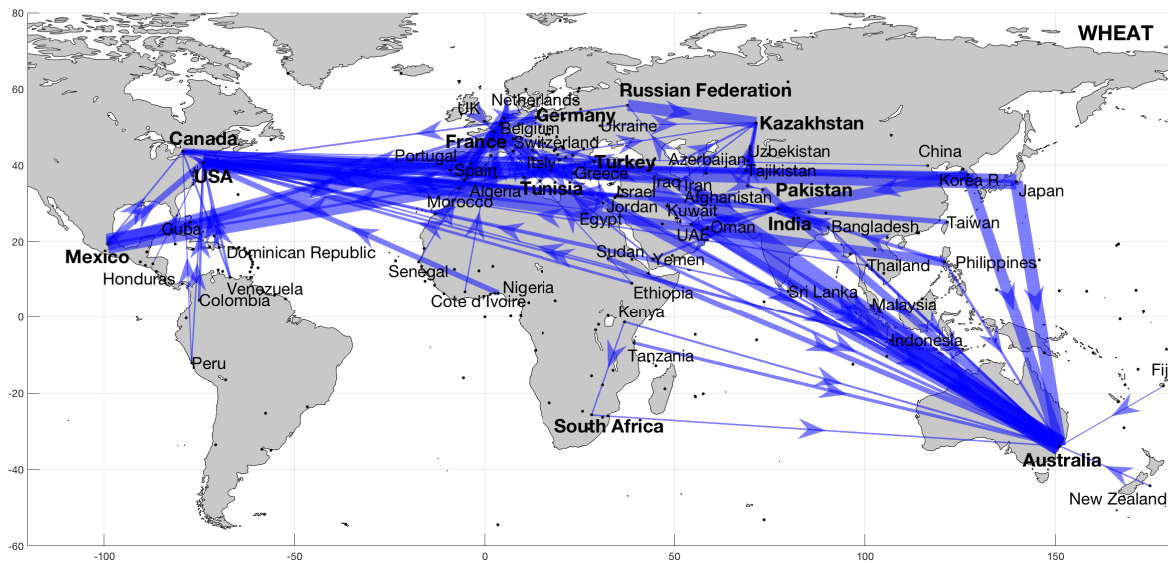 80
WHEAT
60
Russian Federation
Netherlands
UK
Germany
Kazakhstan
Ukraine
Belgium
Canada
France
Switzerland
Uzbekistan
China
Portugal
Italy
Turkey
Azerbaijan
40
Spain
Greece
Tajikistan
USA
Korea R
Iraq
Iran
Algeria
Tunisia
Israel
Pakistan
Japan
Afghanistan
Morocco
Jordan
Kuwait
Egypt
India
Taiwan
Cuba
Oman
Bangladesh
UAE
20
Dominican Republic
Sudan
Mexico
Yemen
Philippines
Senegal
Thailand
Honduras
Venezuela
Nigeria
Ethiopia
Sri Lanka
Colombia
Cote d'Ivoire
Malaysia
Kenya
0
Indonesia
Tanzania
Peru
Fij
-20
South Africa
Australia
-40
New Zealand
-60
-100
-50
0
50
100
150